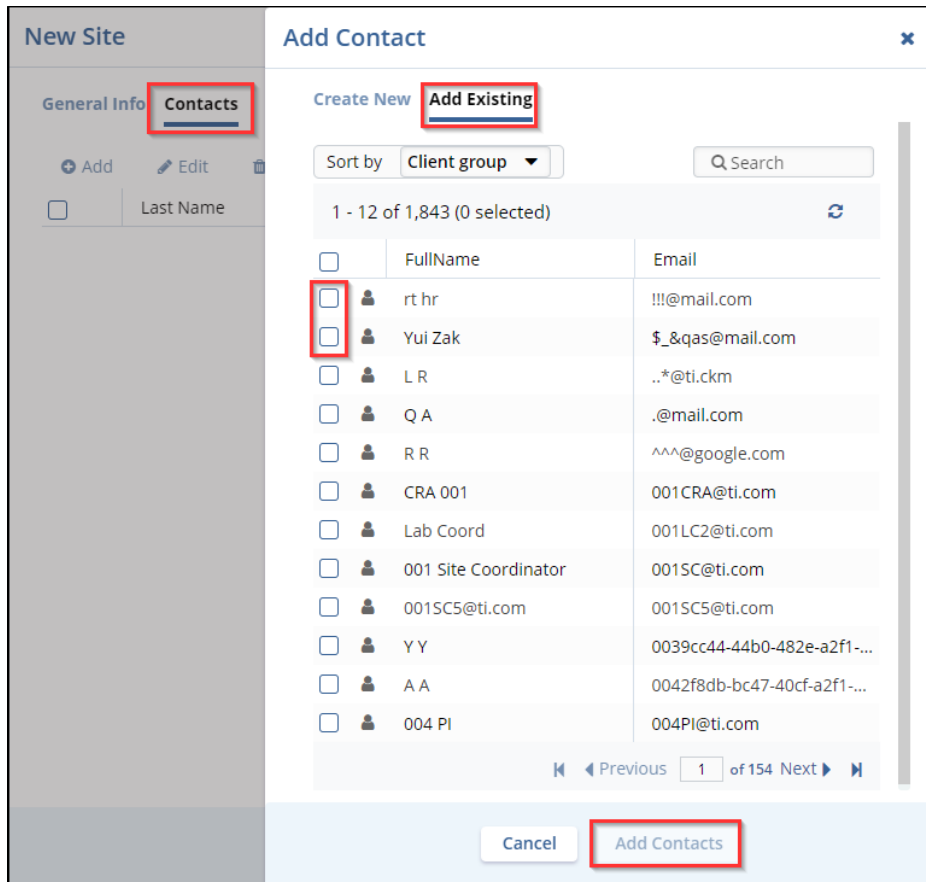 New Site
General Info Contacts
Add Edit
Last Name
Add Contact
Create New Add Existing
Sort by Client group
Search
1 - 12 of 1,843 (0 selected)
FullName Email
rt hr !!!@mail.com
Yui Zak $_&qas@mail.com
L R ..*@ti.ckm
Q A .@mail.com
R R ^^^@google.com
CRA 001 001CRA@ti.com
Lab Coord 001LC2@ti.com
001 Site Coordinator 001SC@ti.com
001SC5@ti.com 001SC5@ti.com
Y Y 0039cc44-44b0-482e-a2f1-...
A A 0042f8db-bc47-40cf-a2f1-...
004 PI 004PI@ti.com
Previous 1 of 154 Next
Cancel Add Contacts